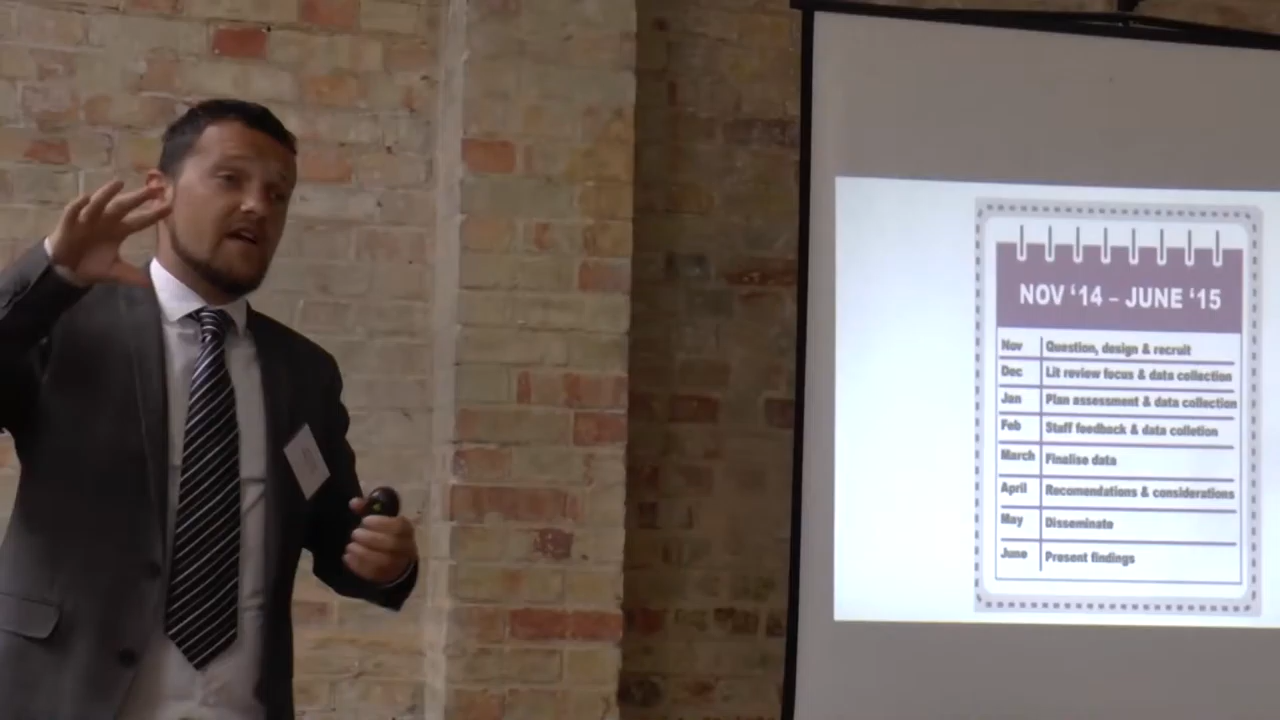 NOV ‘14 – JUNE ‘15
Nov Question, design & recruit
Dec Lit review focus & data collection
Jan Plan assessment & data collection
Feb Staff feedback & data colletion
March Finalise data
April Recomendations & considerations
May Disseminate
June Present findings